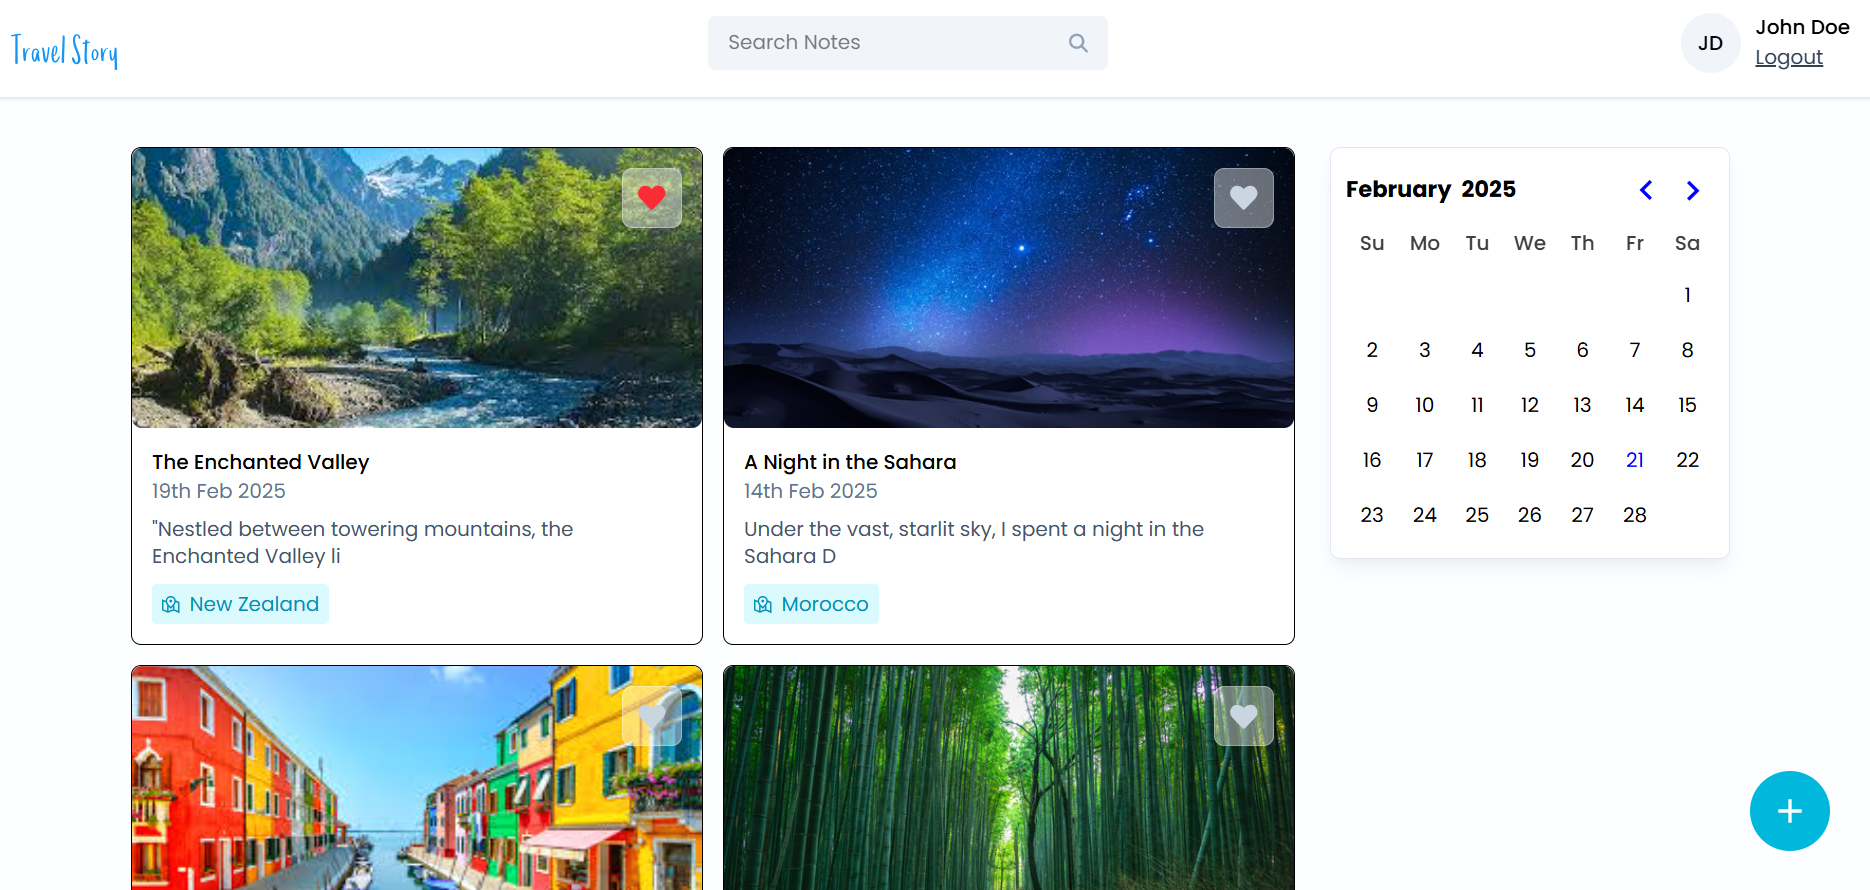 Travel Story
Search Notes
JD
John Doe
Logout
The Enchanted Valley
19th Feb 2025
"Nestled between towering mountains, the
Enchanted Valley li
New Zealand
A Night in the Sahara
14th Feb 2025
Under the vast, starlit sky, I spent a night in the
Sahara D
Morocco
February 2025
Su Mo Tu We Th Fr Sa
1
2 3 4 5 6 7 8
9 10 11 12 13 14 15
16 17 18 19 20 21 22
23 24 25 26 27 28